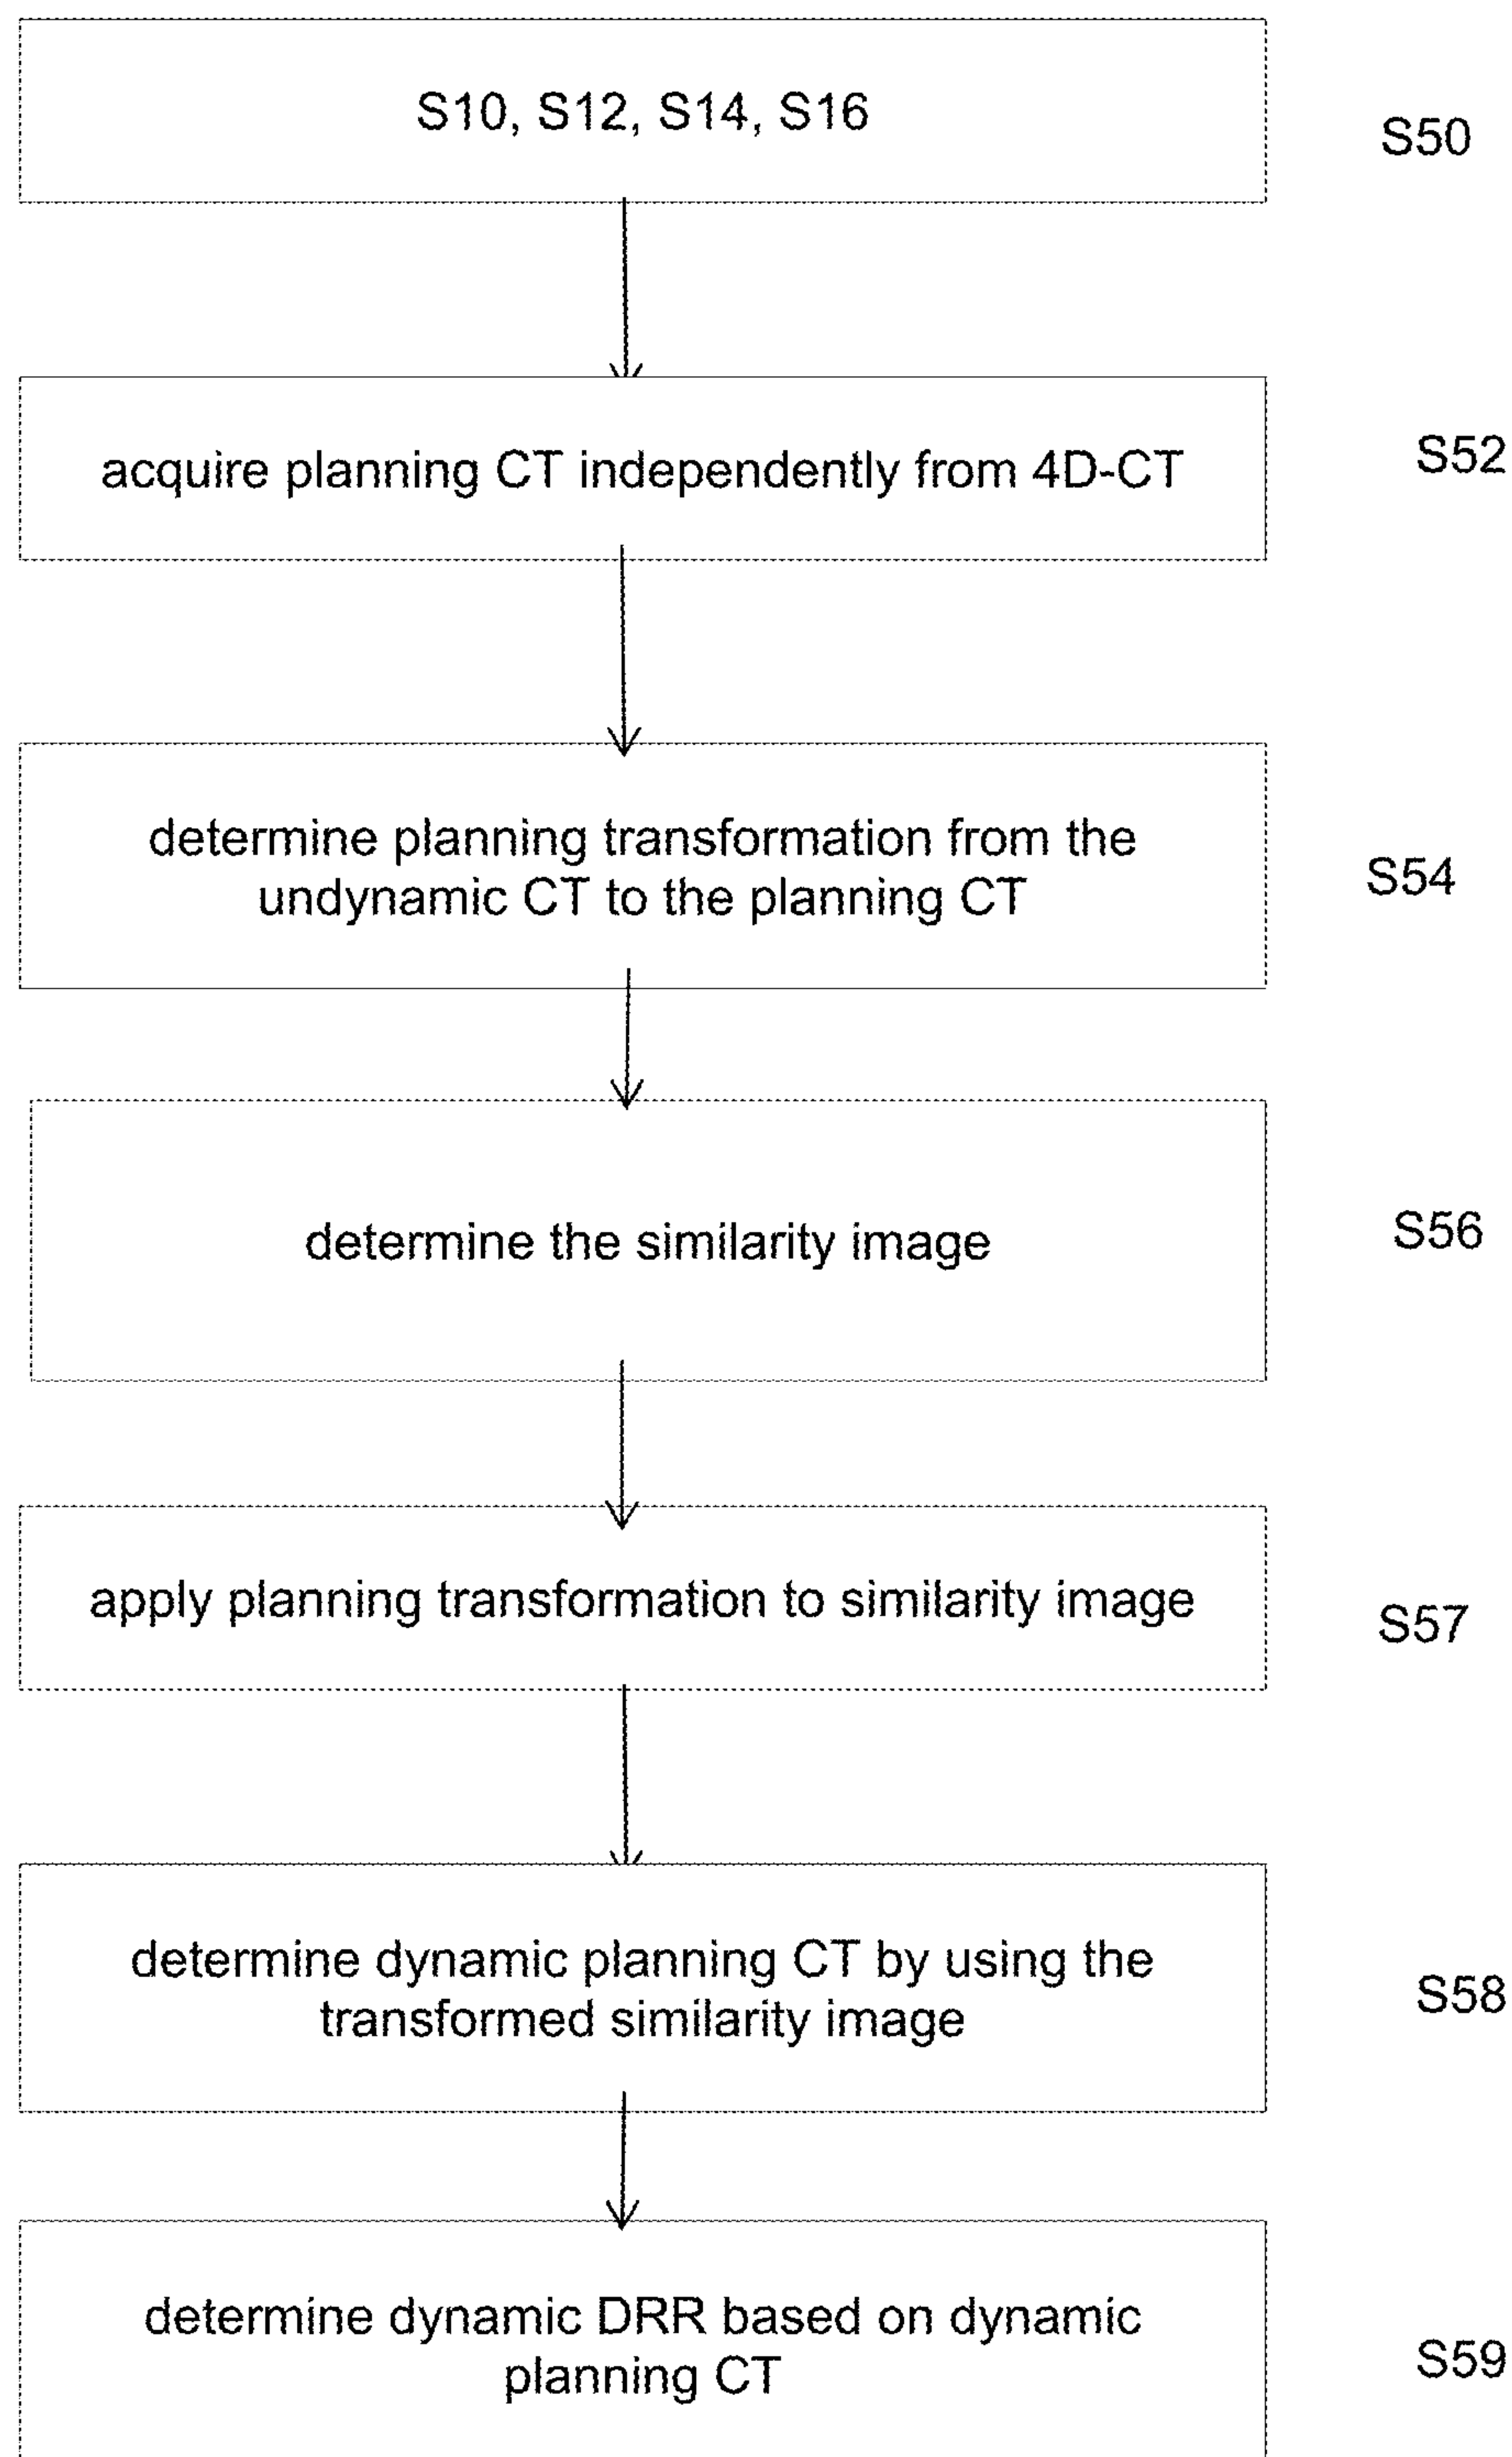 S10, S12, S14, S16
S50
acquire planning CT independently from 4D-CT
S52
determine planning transformation from the
undynamic CT to the planning CT
S54
determine the similarity image
S56
apply planning transformation to similarity image
S57
determine dynamic planning CT by using the
transformed similarity image
S58
determine dynamic DRR based on dynamic
planning CT
S59